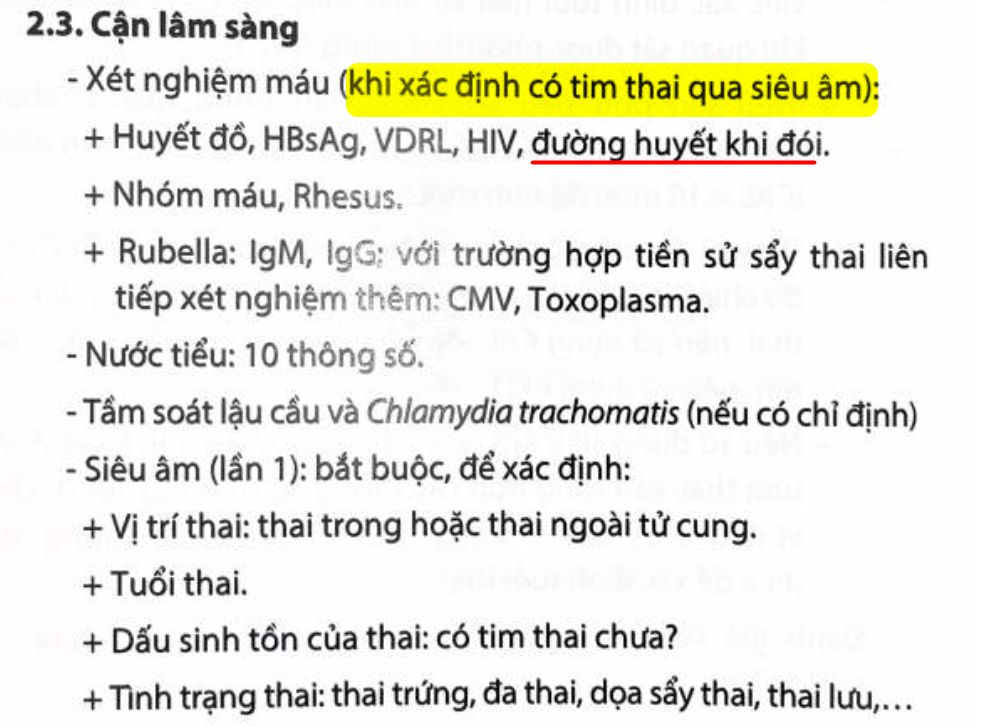 2.3. Cận lâm sàng
- Xét nghiệm máu (khi xác định có tim thai qua siêu âm):
+ Huyết đồ, HBsAg, VDRL, HIV, đường huyết khi đói.
+ Nhóm máu, Rhesus.
+ Rubella: IgM, IgG; với trường hợp tiền sử sẩy thai liên
tiếp xét nghiệm thêm: CMV, Toxoplasma.
- Nước tiểu: 10 thông số.
- Tầm soát lậu cầu và Chlamydia trachomatis (nếu có chỉ định)
- Siêu âm (lần 1): bắt buộc, để xác định:
+ Vị trí thai: thai trong hoặc thai ngoài tử cung.
+ Tuổi thai.
+ Dấu sinh tồn của thai: có tim thai chưa?
+ Tình trạng thai: thai trứng, đa thai, dọa sẩy thai, thai lưu,...